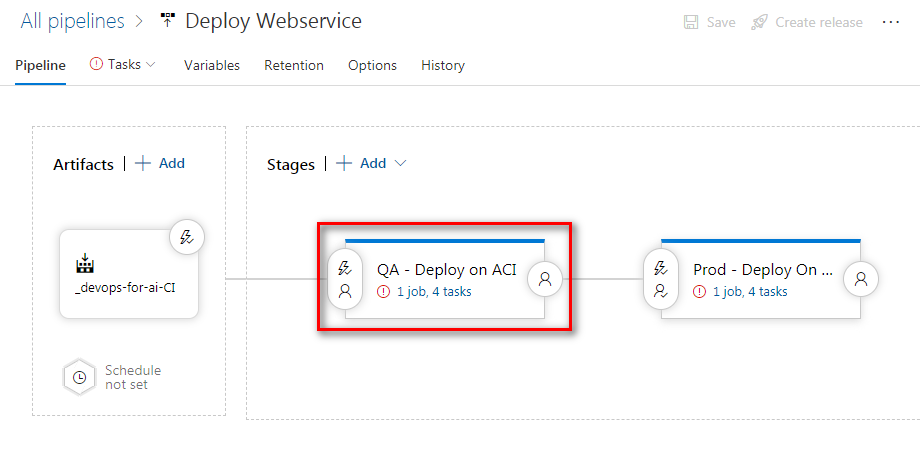 All pipelines > Deploy Webservice
Save
Create release
...
Pipeline
Tasks
Variables
Retention
Options
History
Artifacts | + Add
Stages | + Add
_devops-for-ai-CI
QA - Deploy on ACI
1 job, 4 tasks
Prod - Deploy On ...
1 job, 4 tasks
Schedule
not set